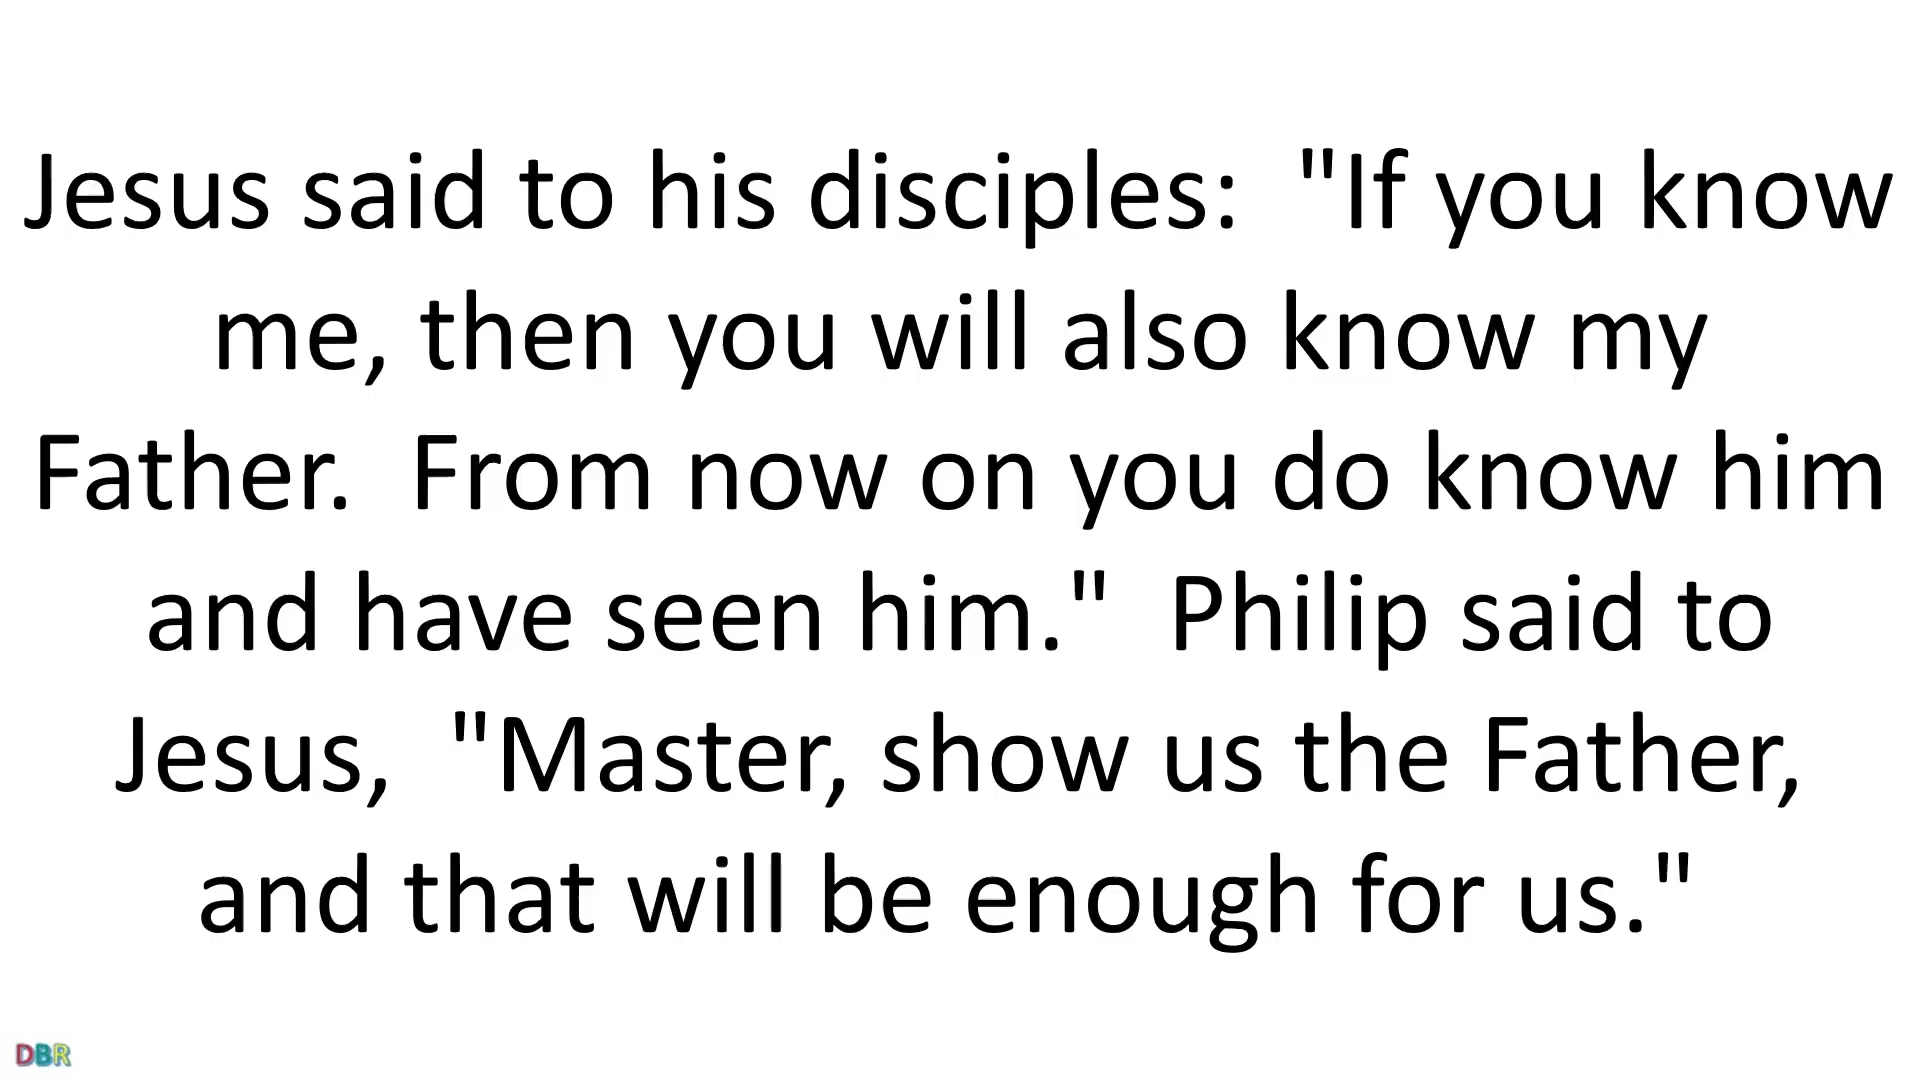 Jesus said to his disciples:  "If you know
me, then you will also know my
Father.  From now on you do know him
and have seen him."  Philip said to
Jesus,  "Master, show us the Father,
and that will be enough for us."
DBR